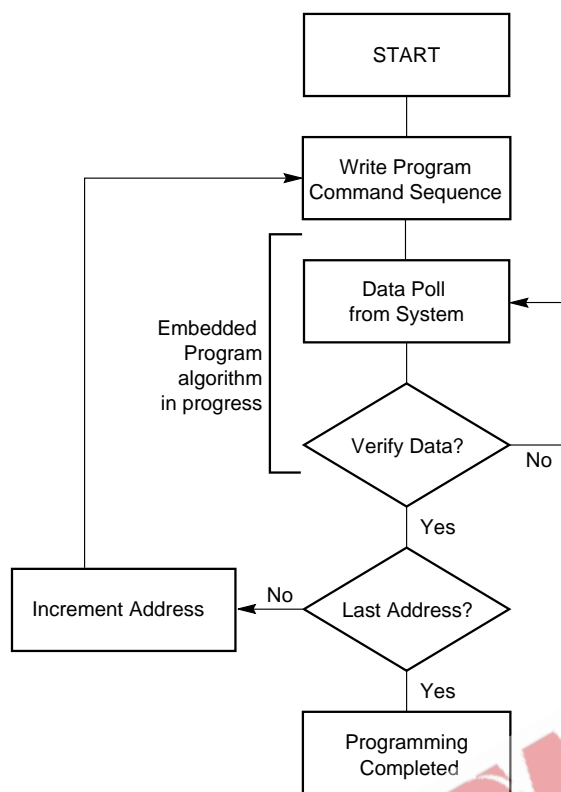 START
Write Program
Command Sequence
Data Poll
from System
Embedded
Program
algorithm
in progress
Verify Data?
No
Yes
Increment Address
No
Last Address?
Yes
Programming
Completed